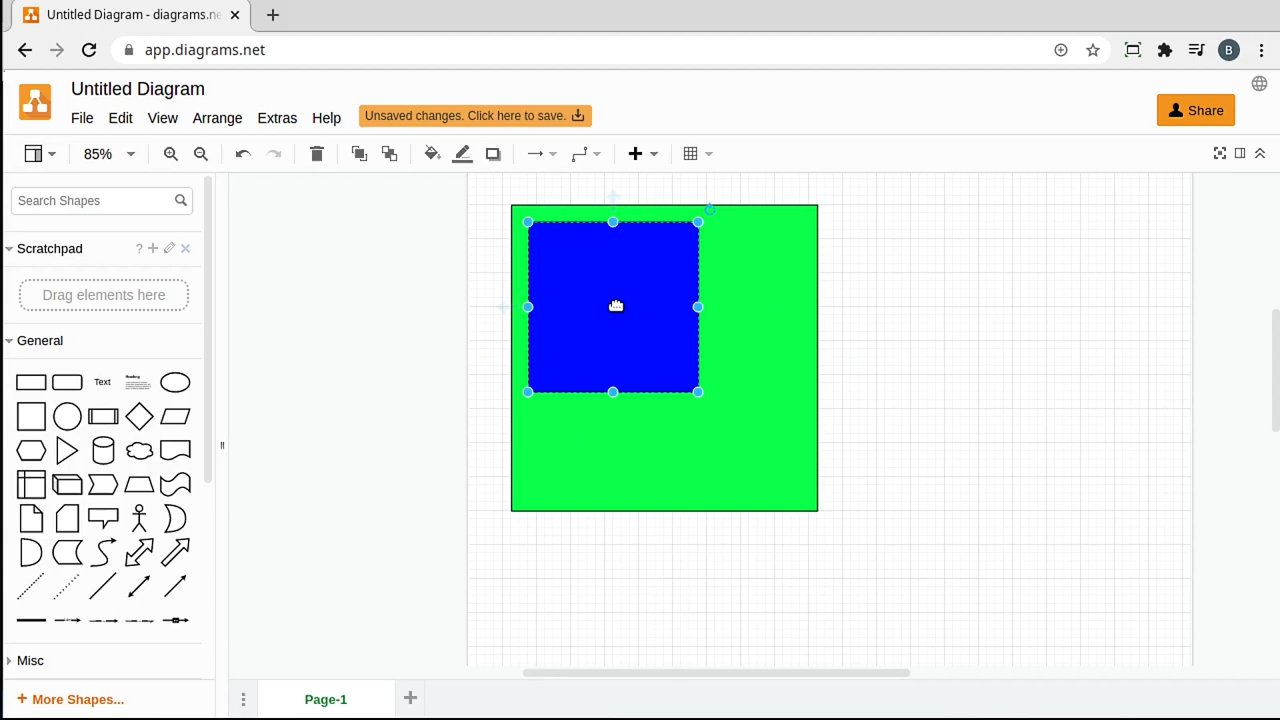 Untitled Diagram - diagrams.ne
app.diagrams.net
B
Untitled Diagram
File Edit View Arrange Extras Help
Unsaved changes. Click here to save.
Share
85%
Search Shapes
Scratchpad
?
Drag elements here
General
Text
Heading
Misc
+ More Shapes...
Page-1